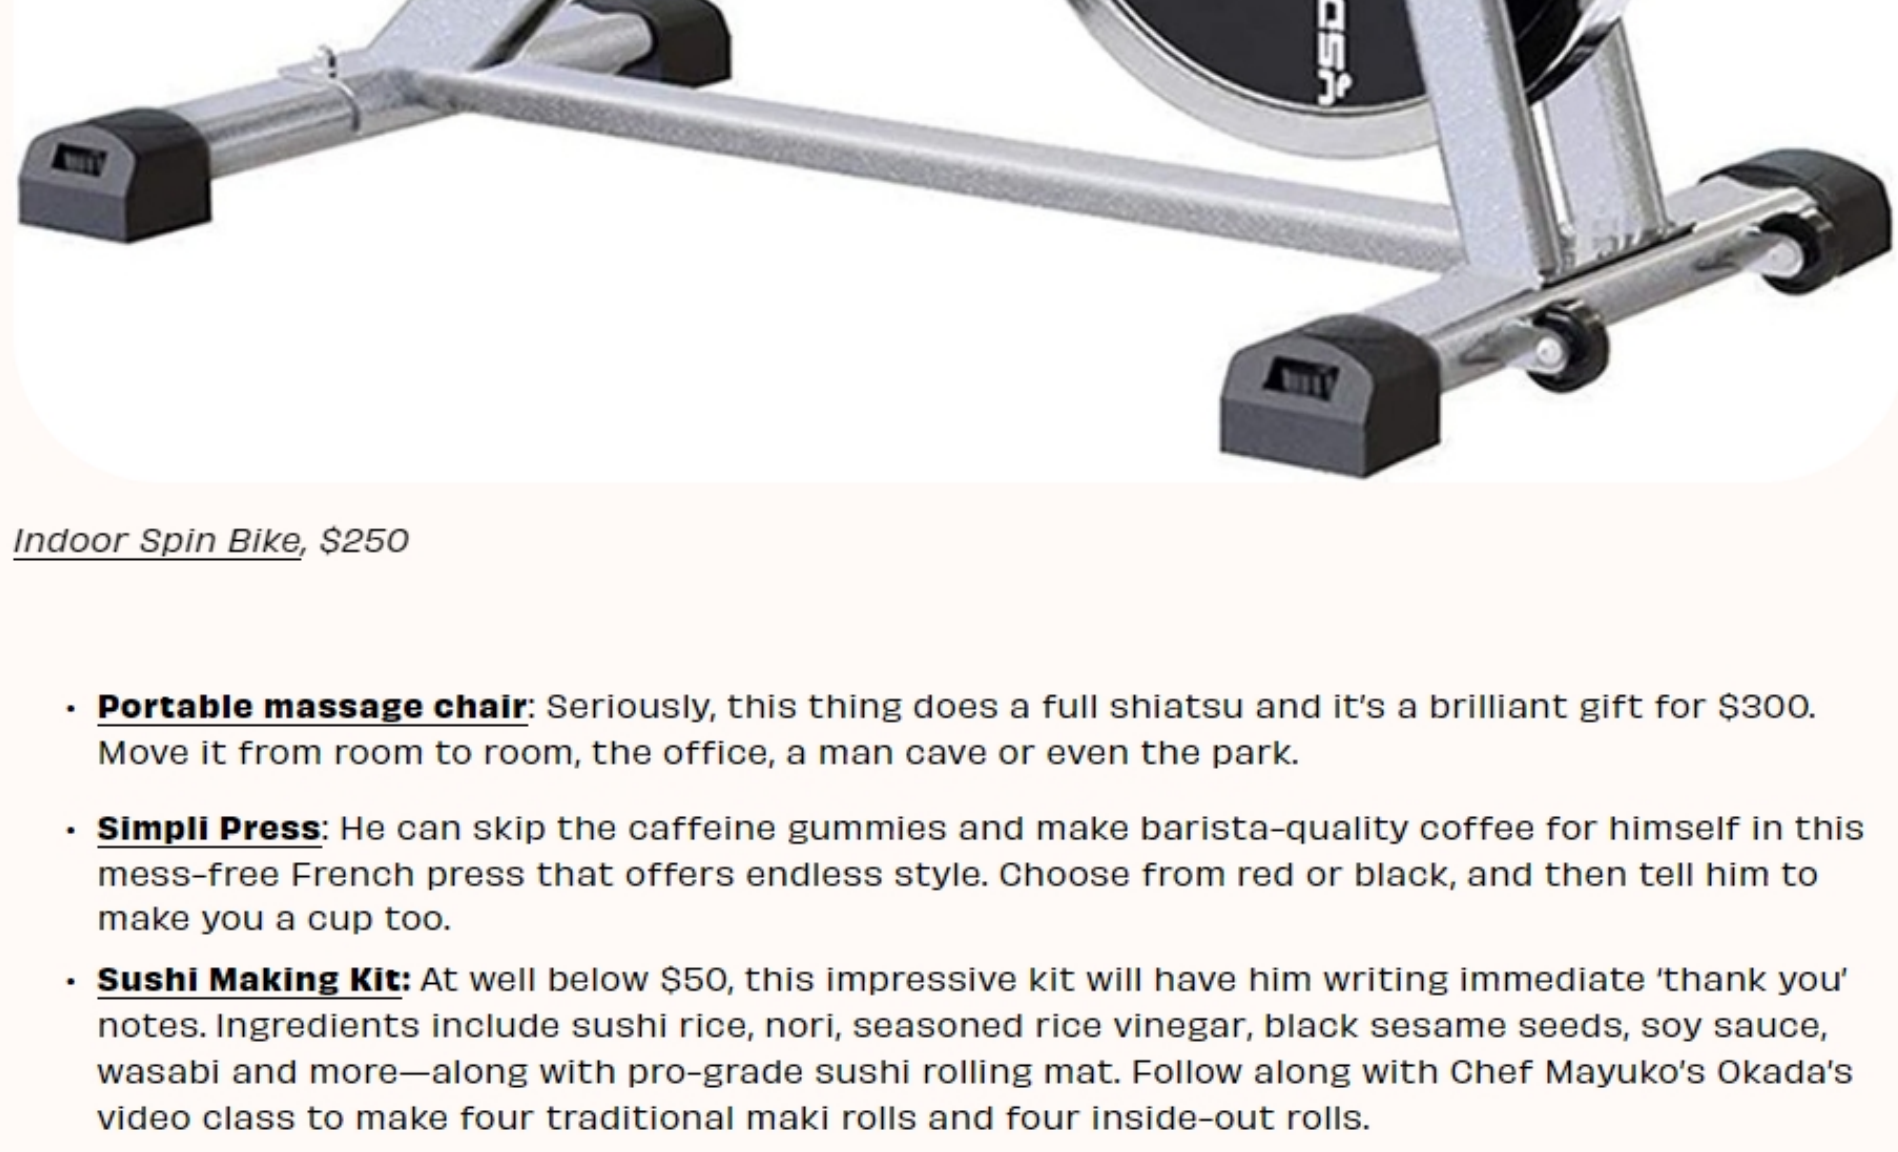 Indoor Spin Bike, $250
• Portable massage chair: Seriously, this thing does a full shiatsu and it's a brilliant gift for $300.
Move it from room to room, the office, a man cave or even the park.
• Simpli Press: He can skip the caffeine gummies and make barista-quality coffee for himself in this
mess-free French press that offers endless style. Choose from red or black, and then tell him to
make you a cup too.
• Sushi Making Kit: At well below $50, this impressive kit will have him writing immediate ‘thank you’
notes. Ingredients include sushi rice, nori, seasoned rice vinegar, black sesame seeds, soy sauce,
wasabi and more—along with pro-grade sushi rolling mat. Follow along with Chef Mayuko's Okada's
video class to make four traditional maki rolls and four inside-out rolls.